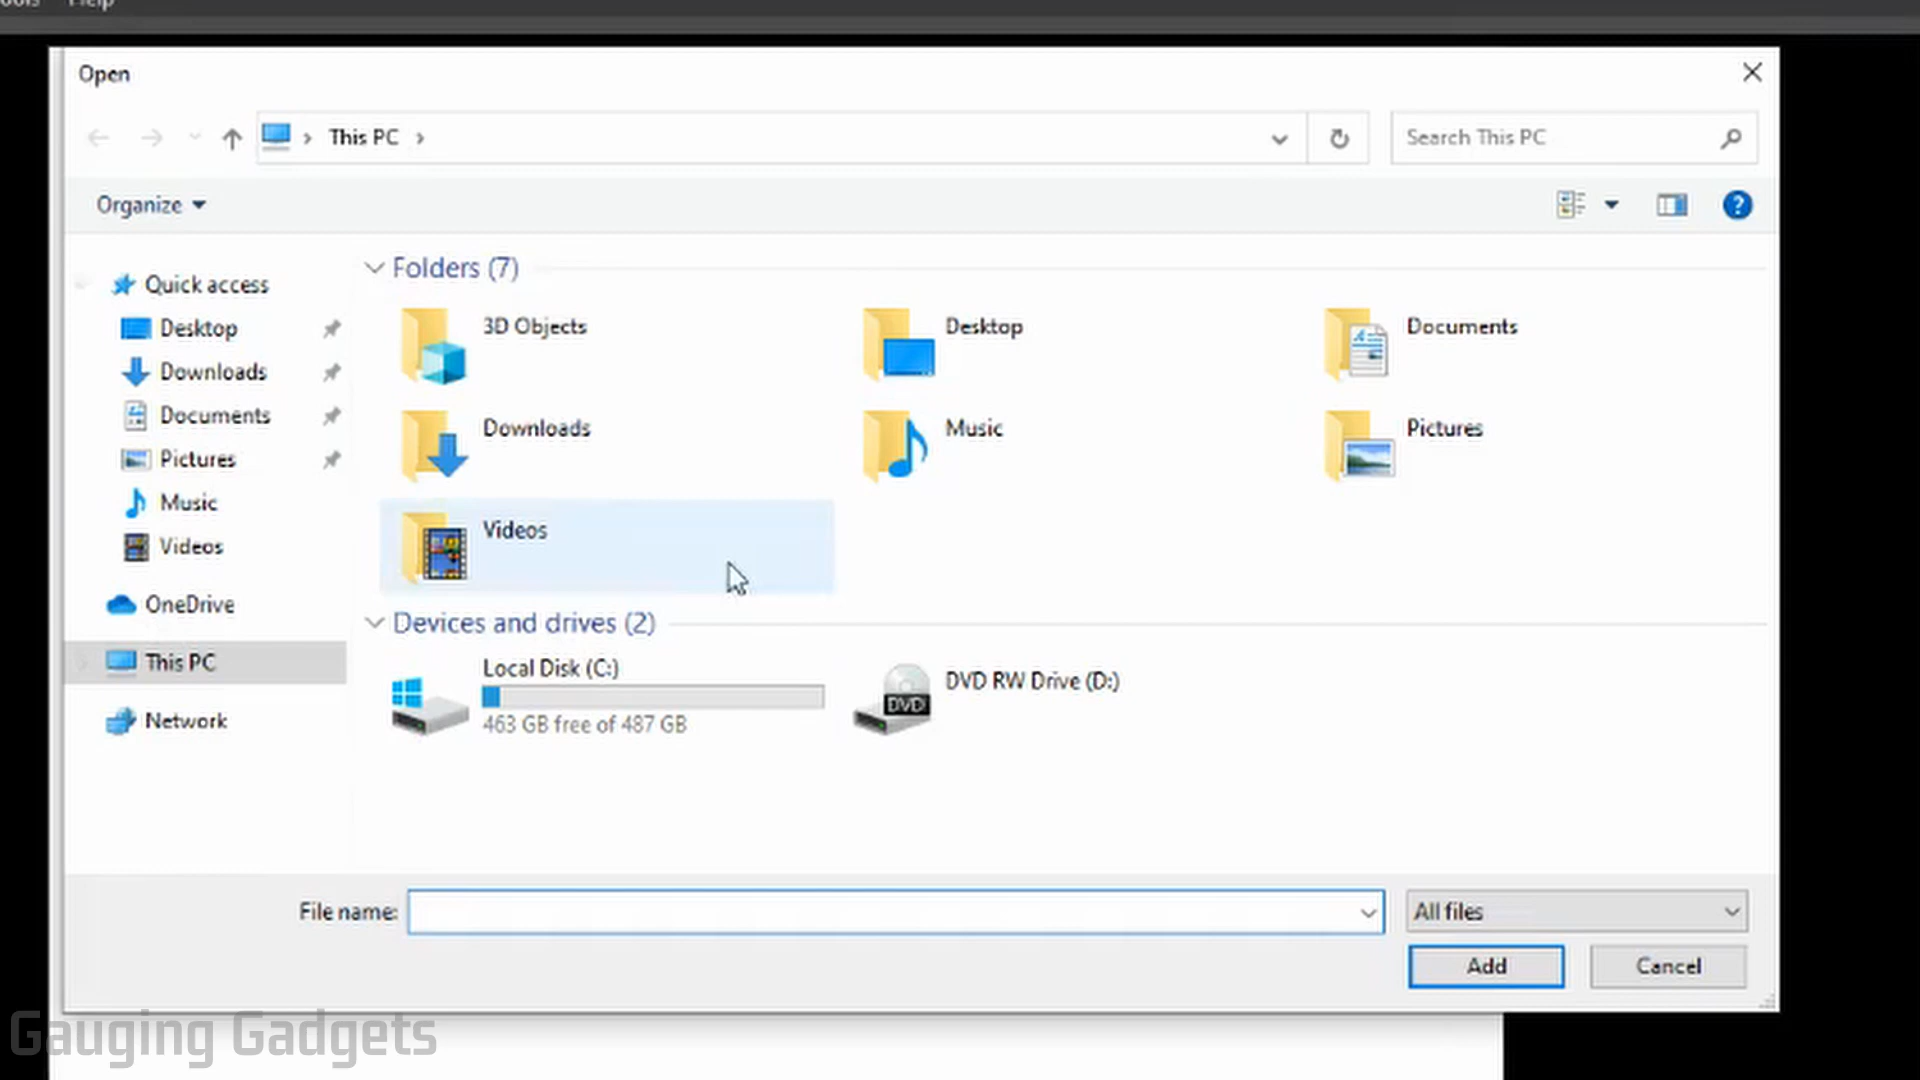 Tools Help
Open
This PC
Search This PC
Organize
?
Quick access
Desktop
Downloads
Documents
Pictures
Music
Videos
OneDrive
This PC
Network
Folders (7)
3D Objects
Desktop
Documents
Downloads
Music
Pictures
Videos
Devices and drives (2)
Local Disk (C:)
463 GB free of 487 GB
DVD
DVD RW Drive (D:)
File name:
All files
Add
Cancel
Gauging Gadgets